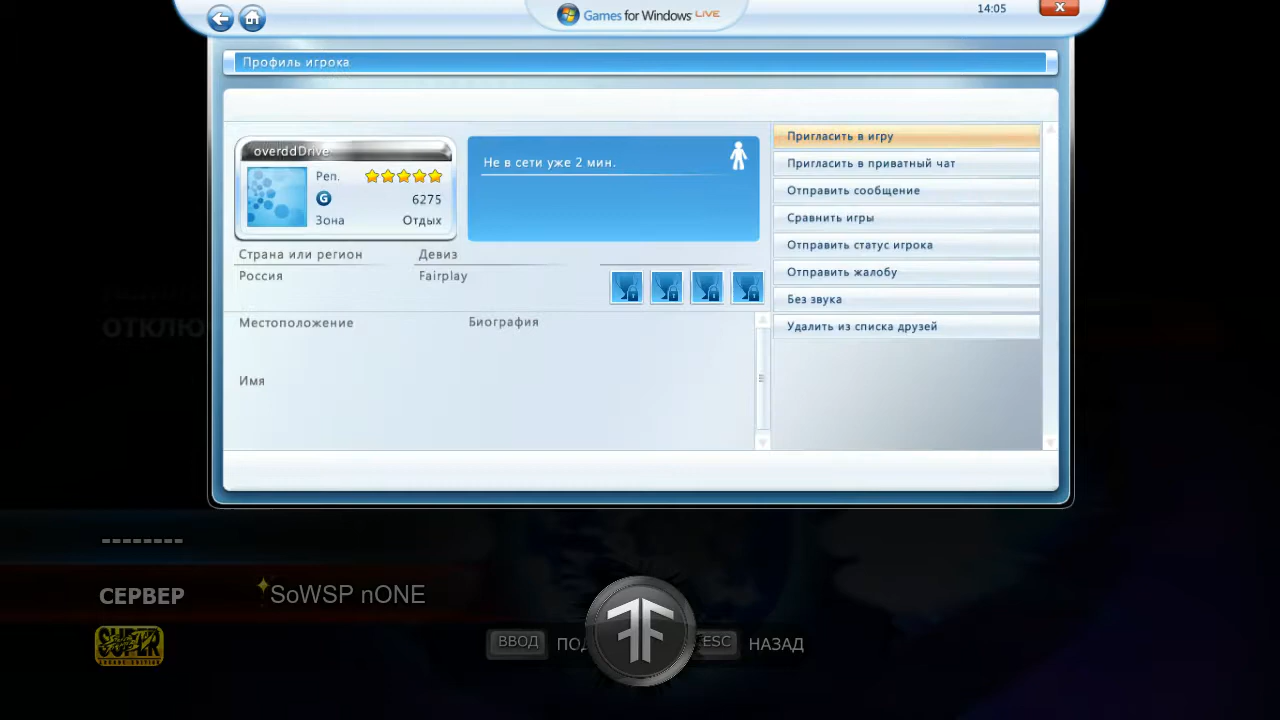 Games for Windows LIVE
14:05
Профиль игрока
overddDrive
Реп.
G 6275
Зона Отдых
Не в сети уже 2 мин.
Страна или регион
Россия
Девиз
Fairplay
Местоположение
Биография
Имя
Пригласить в игру
Пригласить в приватный чат
Отправить сообщение
Сравнить игры
Отправить статус игрока
Отправить жалобу
Без звука
Удалить из списка друзей
ОТКЛЮ
--------
СЕРВЕР SoWSP nONE
SUPER
ВВОД ПОД
ESC НАЗАД